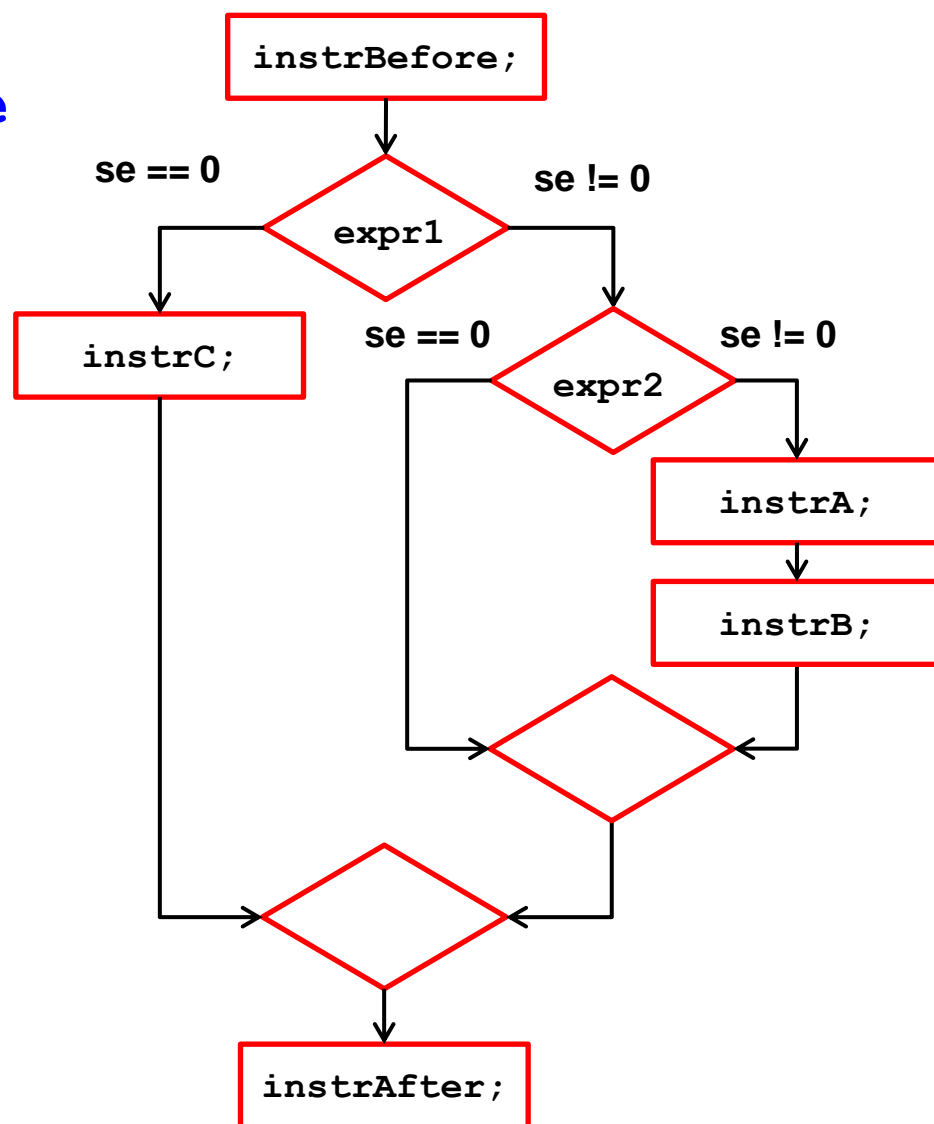 instrBefore;
e
se == 0
se != 0
expr1
instrC;
se == 0
se != 0
expr2
instrA;
instrB;
instrAfter;